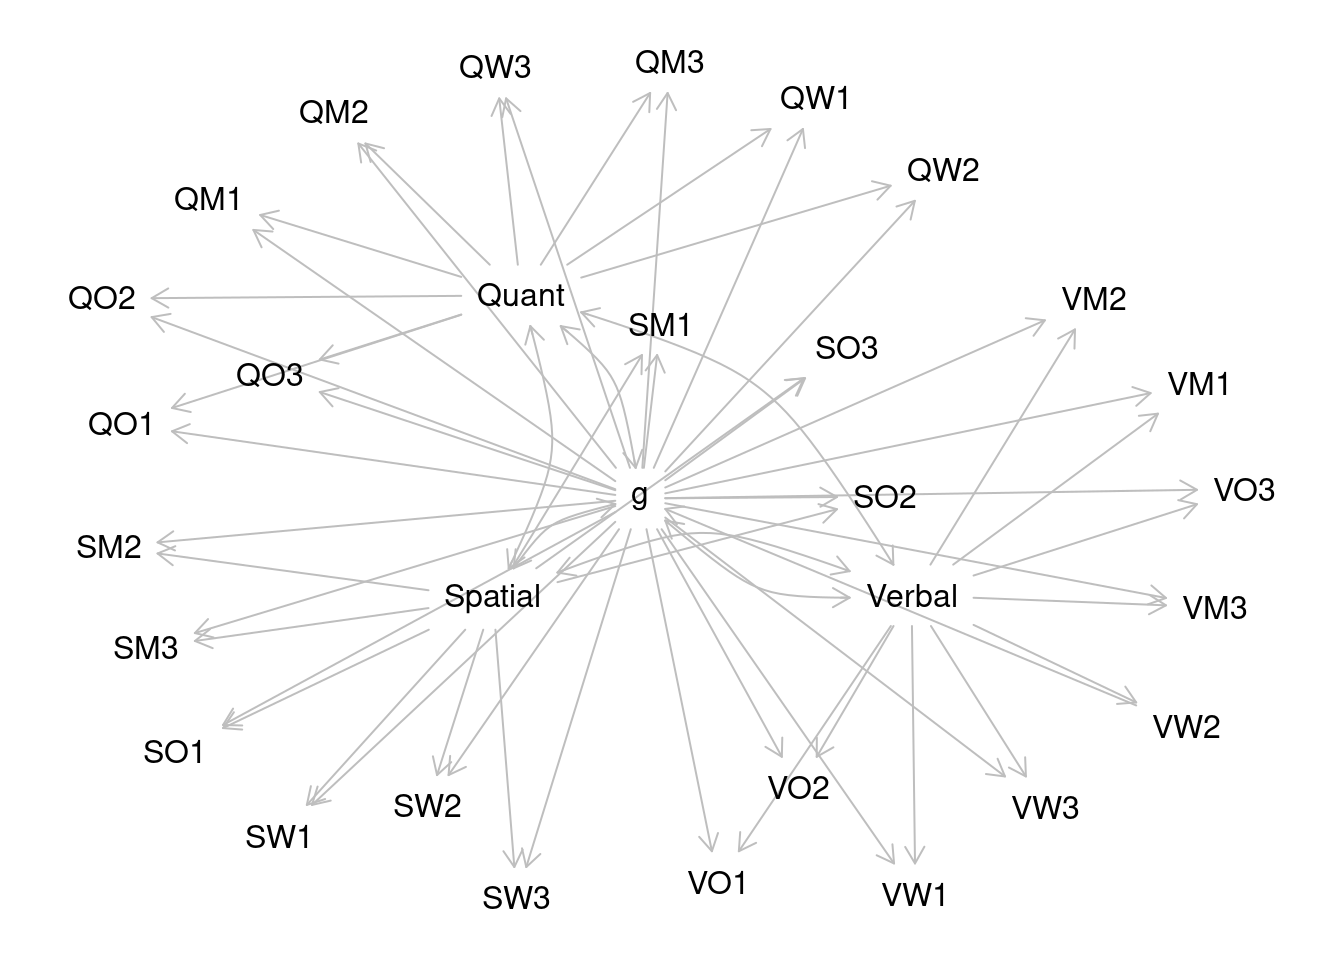 QM3
QW3
QW1
QM2
QW2
QM1
Quant
QO2
VM2
SM1
SO3
QO3
VM1
QO1
g
SO2
VO3
SM2
Spatial
Verbal
VM3
SM3
VW2
SO1
VO2
SW2
VW3
SW1
VO1
VW1
SW3